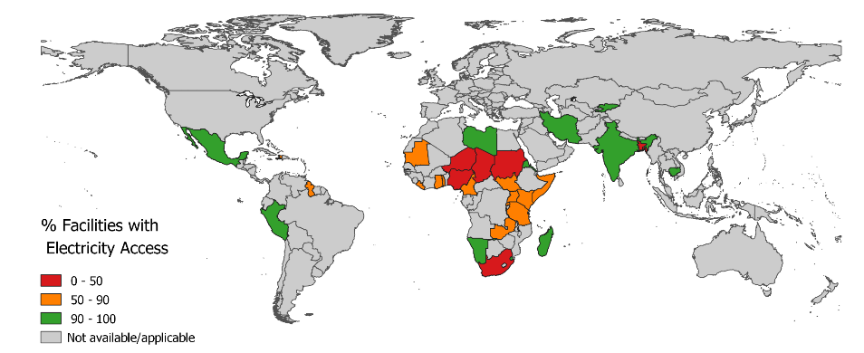 % Facilities with
Electricity Access
0 - 50
50 - 90
90 - 100
Not available/applicable